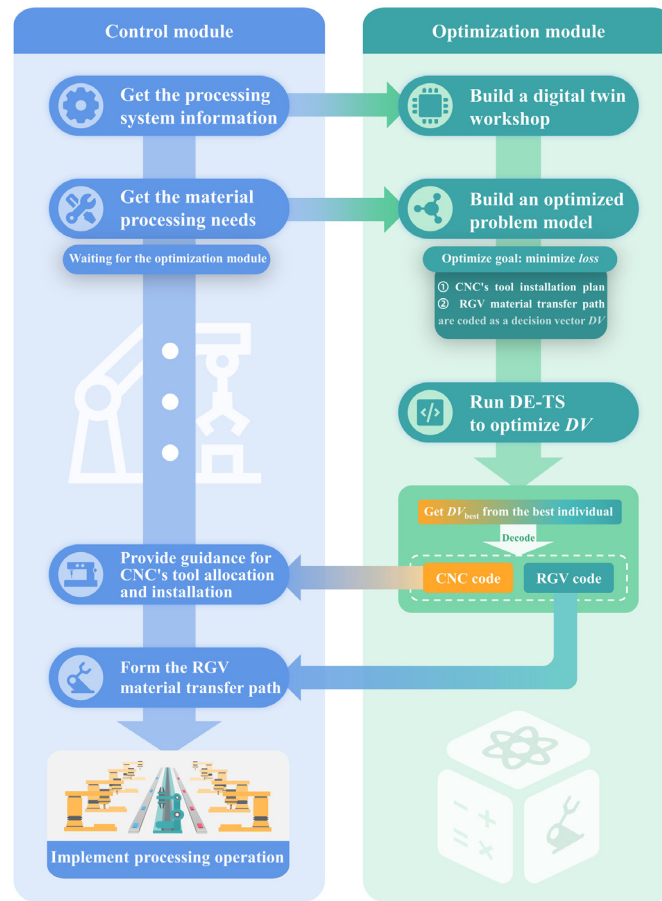 Control module
Get the processing
system information
Get the material
processing needs
Waiting for the optimization module
Provide guidance for
CNC's tool allocation
and installation
Form the RGV
material transfer path
Implement processing operation
Optimization module
Build a digital twin
workshop
Build an optimized
problem model
Optimize goal: minimize loss
① CNC's tool installation plan
② RGV material transfer path
are coded as a decision vector DV
</>
Run DE-TS
to optimize DV
Get DVbest from the best individual
Decode
CNC code
RGV code
− +
= ×